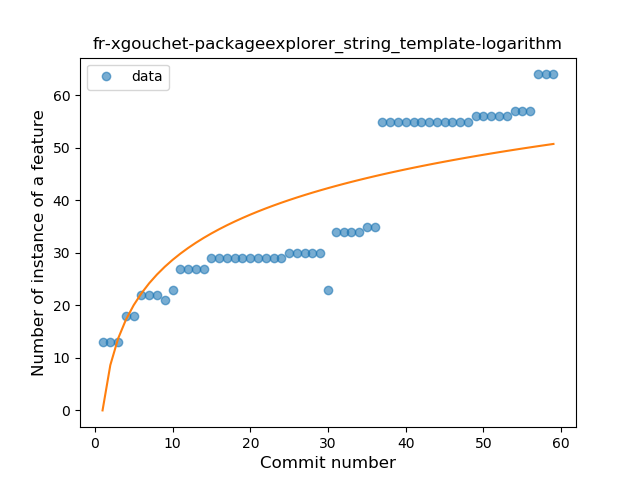 fr-xgouchet-packageexplorer_string_template-logarithm
data
Number of instance of a feature
60
50
40
30
20
10
0
0 10 20 30 40 50 60
Commit number